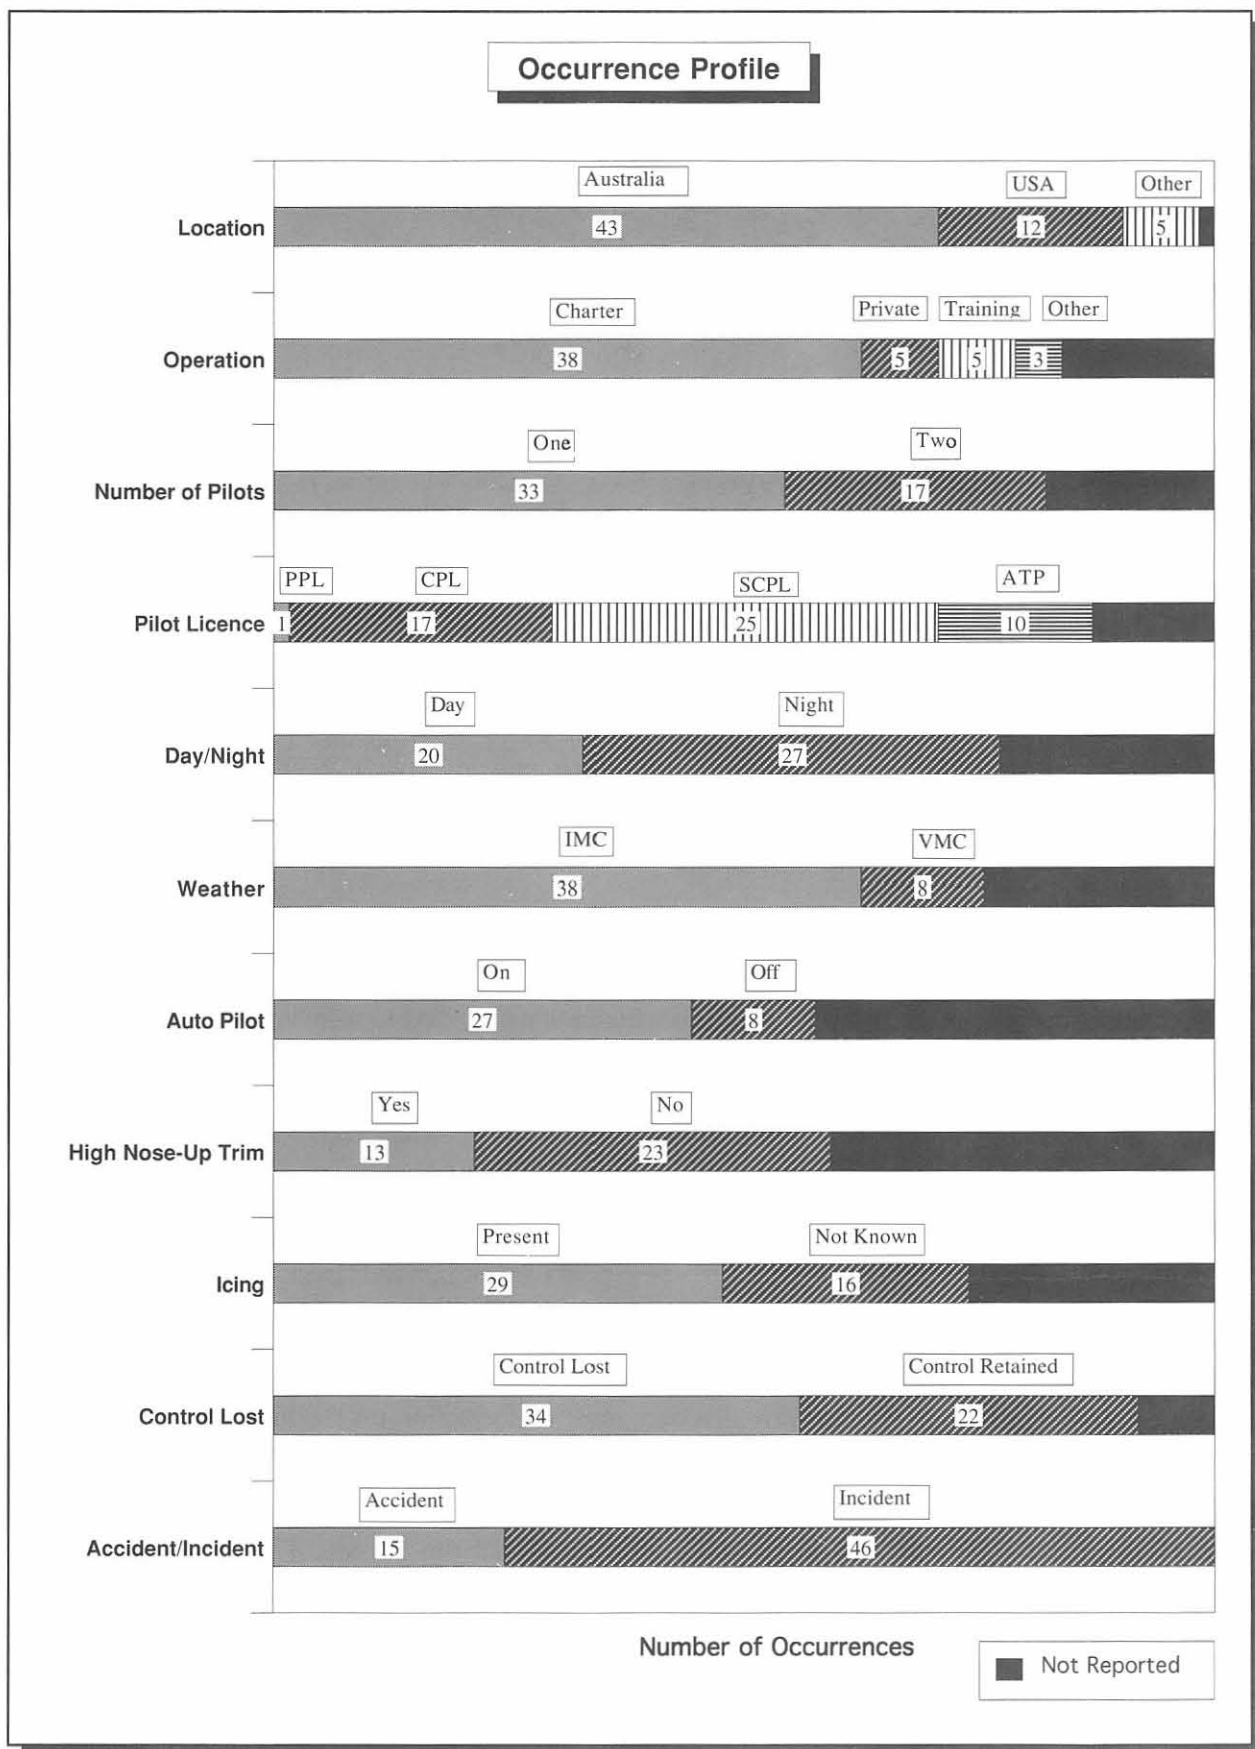 Occurrence Profile
Australia USA Other
Location 43 12 5
Charter Private Training Other
Operation 38 5 5 3
One Two
Number of Pilots 33 17
PPL CPL SCPL ATP
Pilot Licence 1 17 25 10
Day Night
Day/Night 20 27
IMC VMC
Weather 38 8
On Off
Auto Pilot 27 8
Yes No
High Nose-Up Trim 13 23
Present Not Known
Icing 29 16
Control Lost Control Retained
Control Lost 34 22
Accident Incident
Accident/Incident 15 46
Number of Occurrences
Not Reported